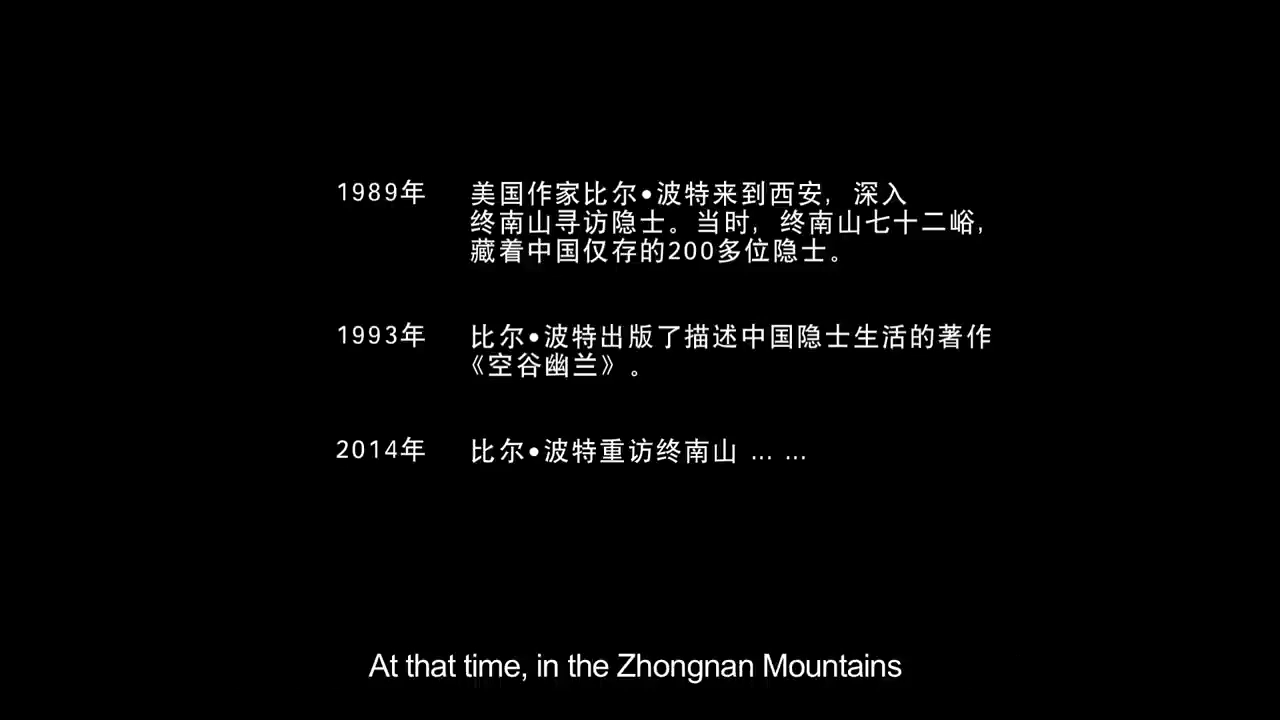 1989年 美国作家比尔•波特来到西安，深入
终南山寻访隐士。当时，终南山七十二峪，
藏着中国仅存的200多位隐士。
1993年 比尔•波特出版了描述中国隐士生活的著作
《空谷幽兰》。
2014年 比尔•波特重访终南山 ... ...
At that time, in the Zhongnan Mountains